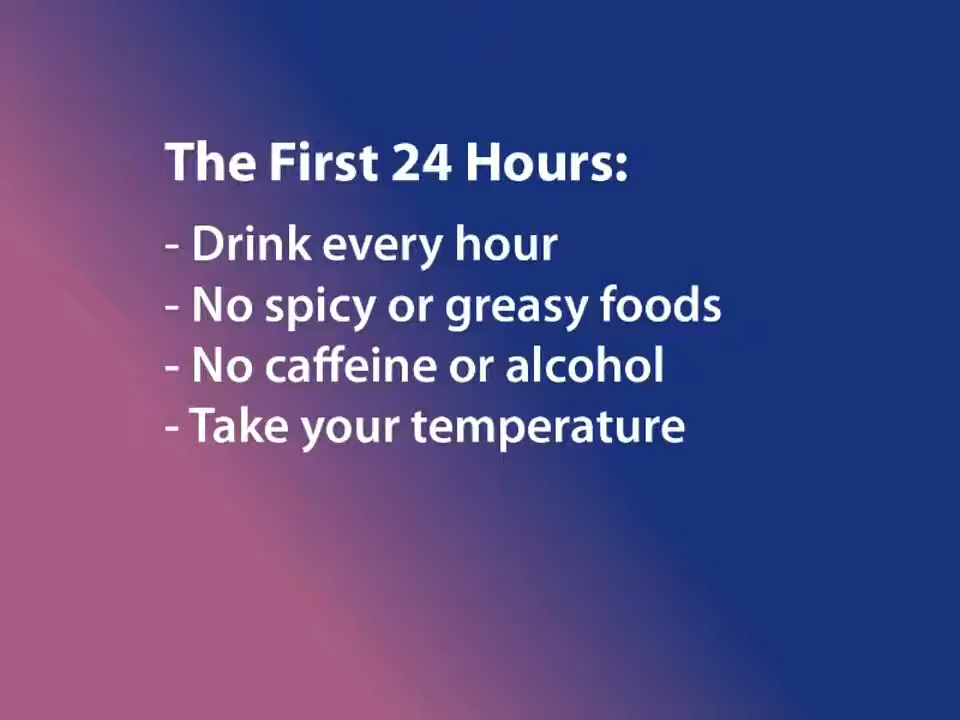 The First 24 Hours:
- Drink every hour
- No spicy or greasy foods
- No caffeine or alcohol
- Take your temperature